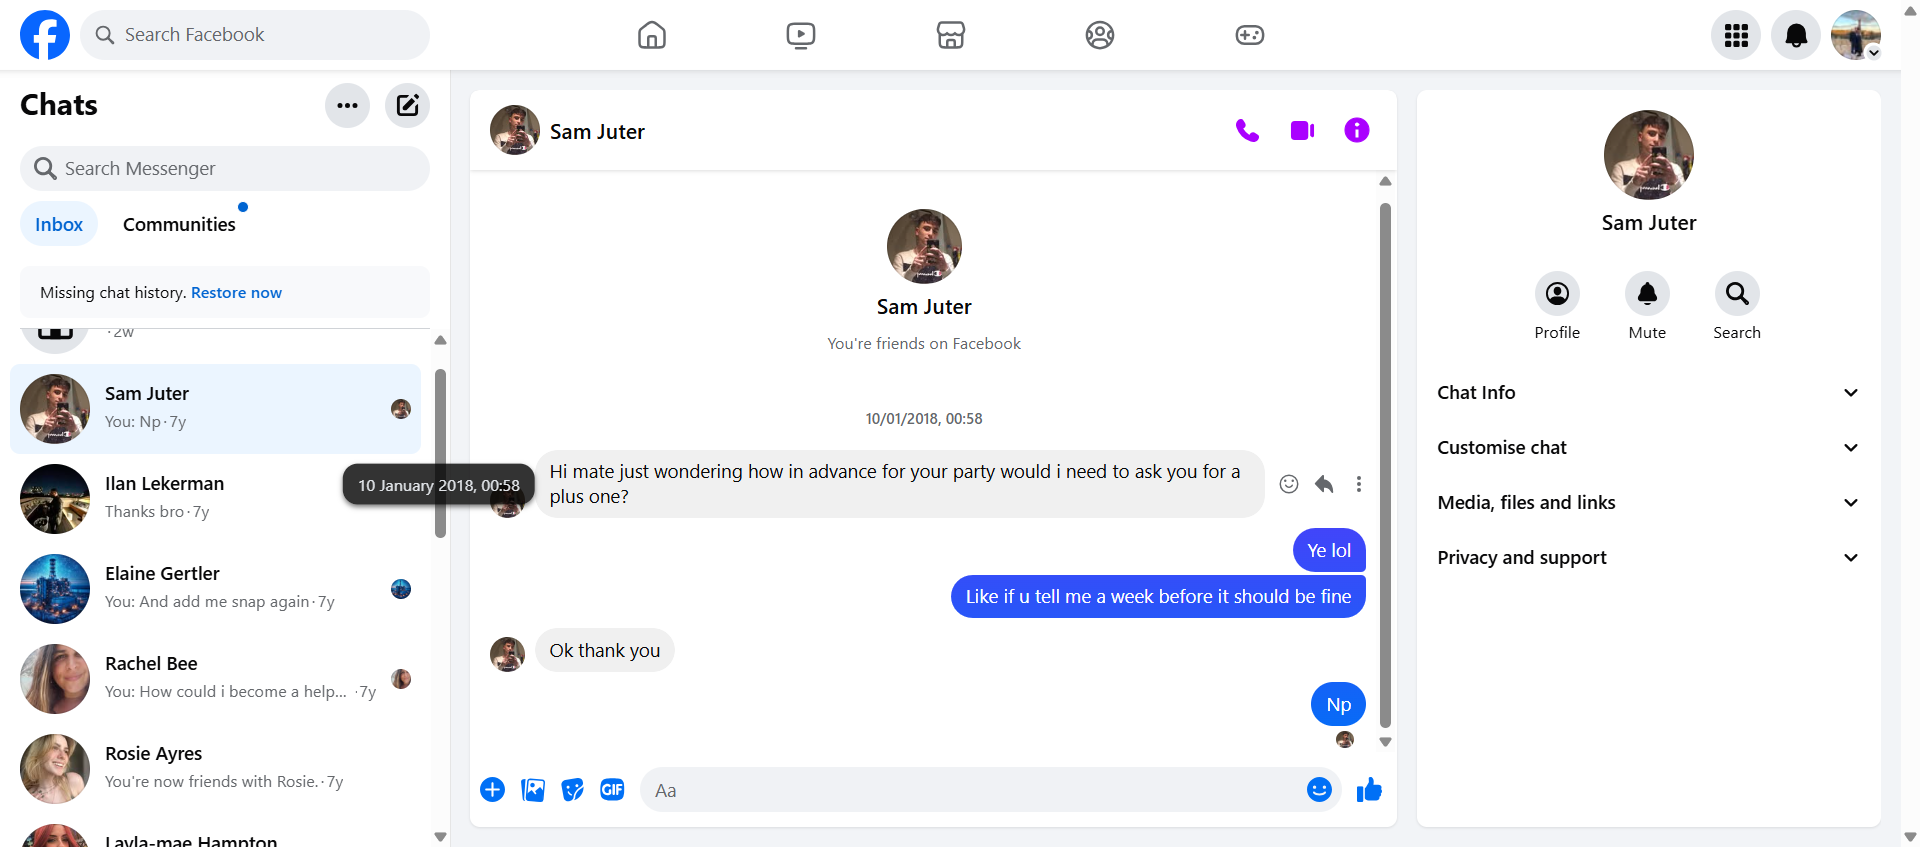 Search Facebook
Chats
Search Messenger
Inbox
Communities
Missing chat history. Restore now
· 2w
Sam Juter
You: Np · 7y
Ilan Lekerman
Thanks bro · 7y
Elaine Gertler
You: And add me snap again · 7y
Rachel Bee
You: How could i become a help... · 7y
Rosie Ayres
You're now friends with Rosie. · 7y
Layla-mae Hampton
Sam Juter
Sam Juter
You're friends on Facebook
10/01/2018, 00:58
10 January 2018, 00:58
Hi mate just wondering how in advance for your party would i need to ask you for a
plus one?
Ye lol
Like if u tell me a week before it should be fine
Ok thank you
Np
GIF
Aa
Sam Juter
Profile
Mute
Search
Chat Info
Customise chat
Media, files and links
Privacy and support